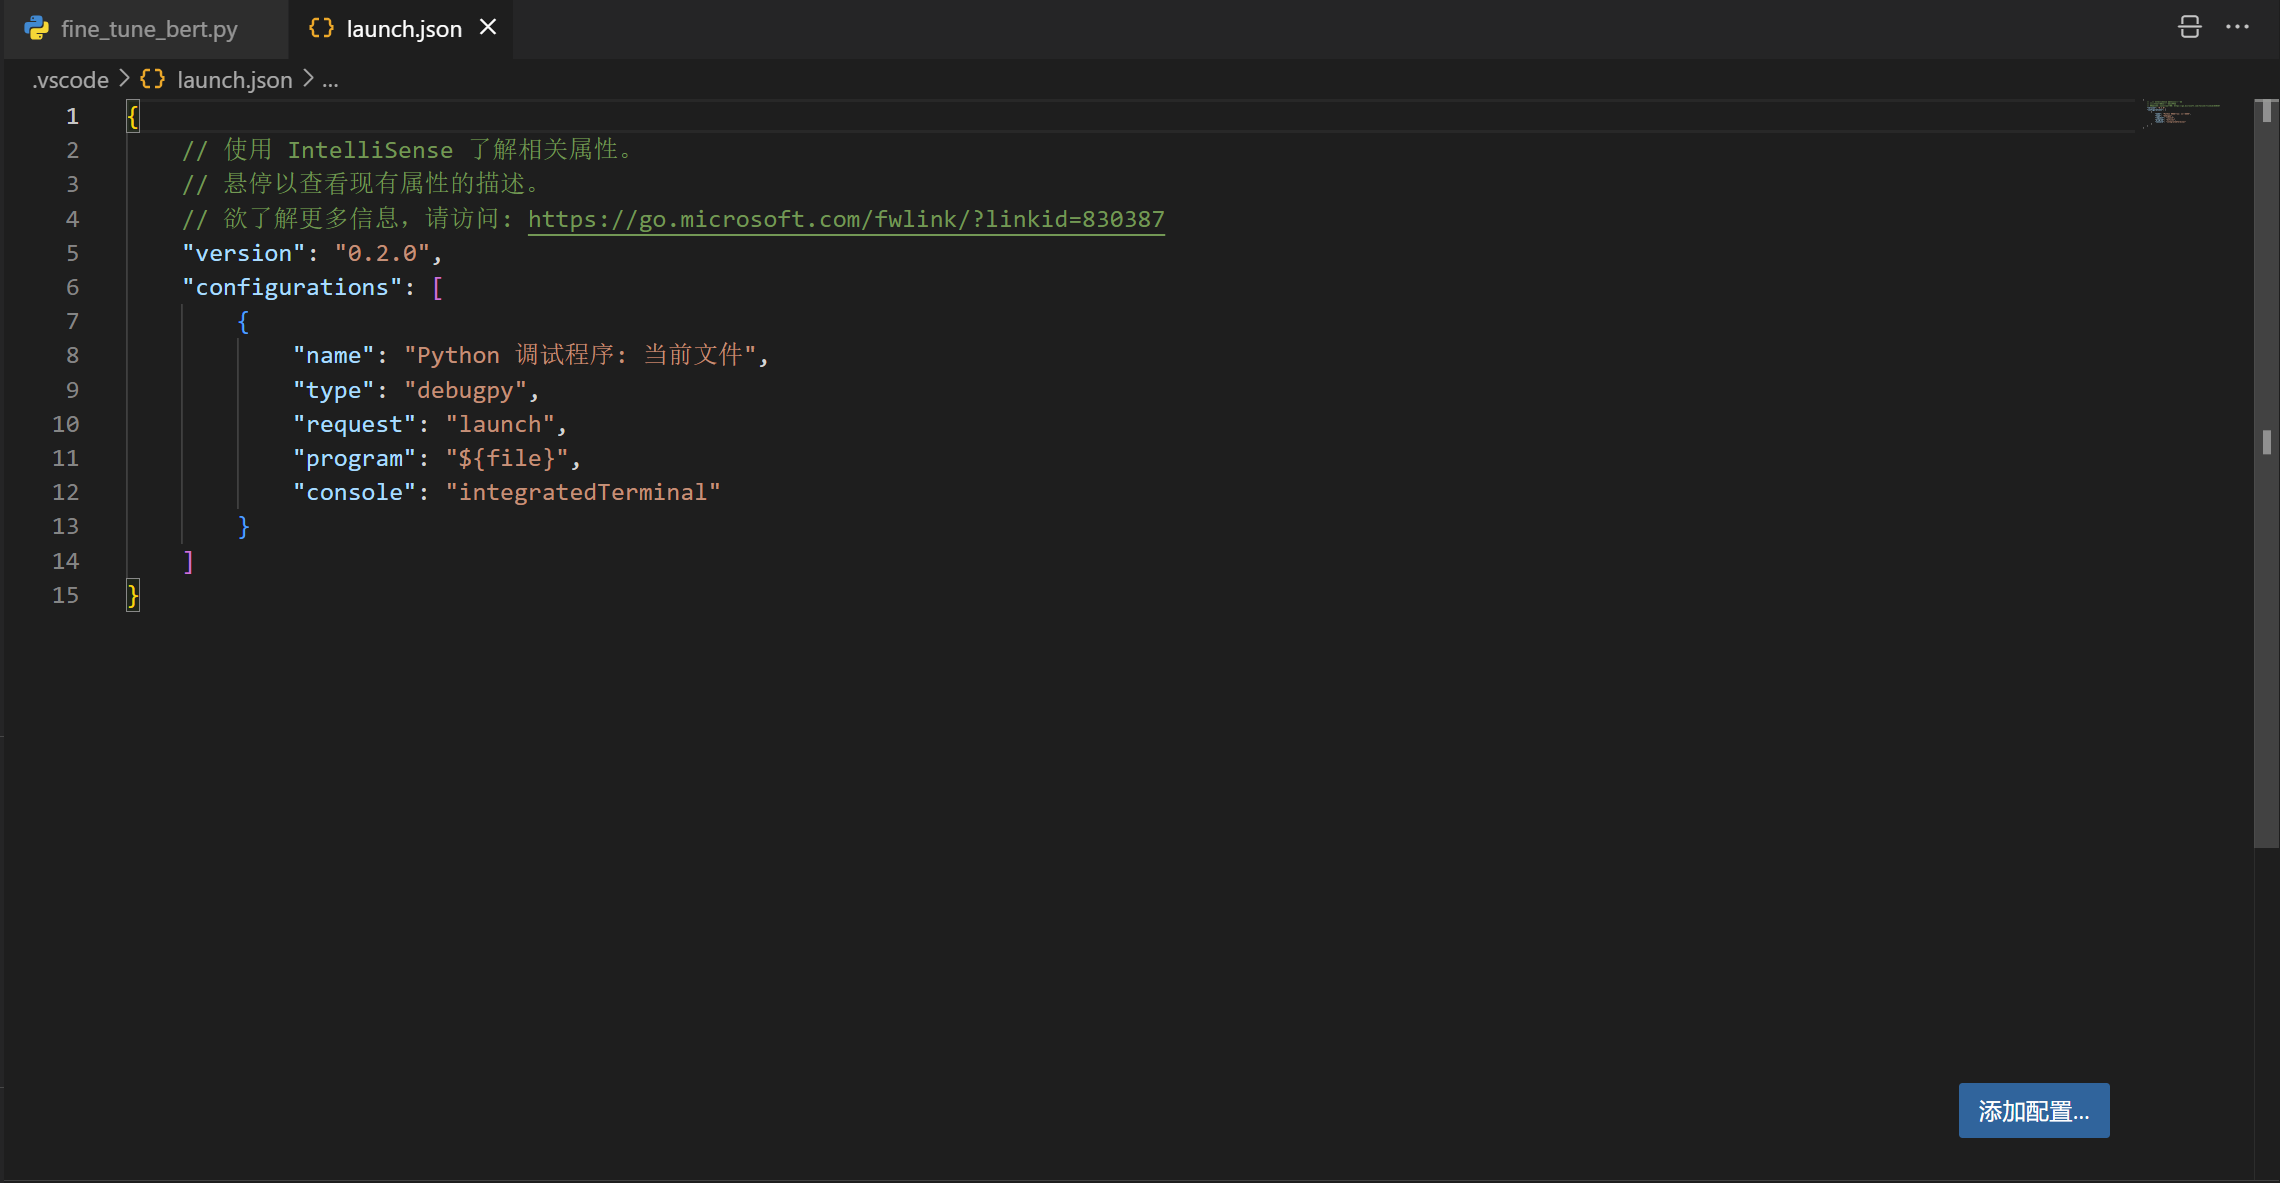 fine_tune_bert.py
launch.json
.vscode > {} launch.json > ...
1 {
2 // 使用 IntelliSense 了解相关属性。
3 // 悬停以查看现有属性的描述。
4 // 欲了解更多信息，请访问: https://go.microsoft.com/fwlink/?linkid=830387
5 "version": "0.2.0",
6 "configurations": [
7 {
8 "name": "Python 调试程序: 当前文件",
9 "type": "debugpy",
10 "request": "launch",
11 "program": "${file}",
12 "console": "integratedTerminal"
13 }
14 ]
15 }
添加配置...